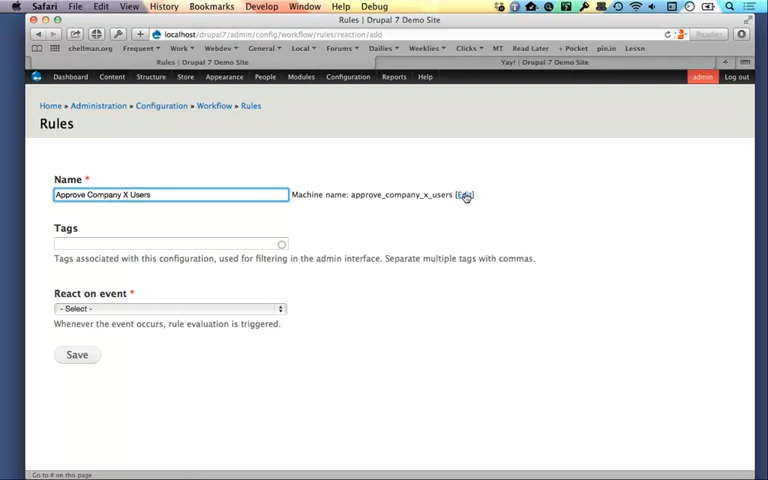 Safari File Edit View History Bookmarks Develop Window Help Debug
Rules | Drupal 7 Demo Site
localhost/drupal7/admin/config/workflow/rules/reaction/add
Reader
chellman.org Frequent Work Webdev General Local Forums Dailies Weeklies Clicks MT Read Later + Pocket pin.in Lessn
Rules | Drupal 7 Demo Site Yay! | Drupal 7 Demo Site
Dashboard Content Structure Store Appearance People Modules Configuration Reports Help admin Log out
Home » Administration » Configuration » Workflow » Rules
Rules
Name *
Approve Company X Users Machine name: approve_company_x_users [Edit]
Tags
Tags associated with this configuration, used for filtering in the admin interface. Separate multiple tags with commas.
React on event *
- Select -
Whenever the event occurs, rule evaluation is triggered.
Save
Go to # on this page